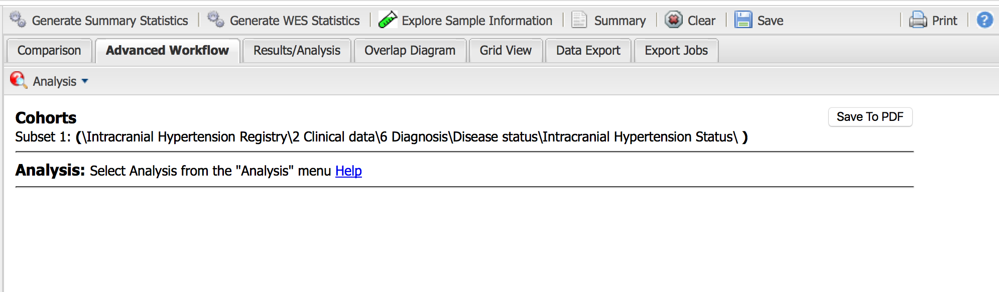 Generate Summary Statistics Generate WES Statistics Explore Sample Information Summary Clear Save Print ?
Comparison Advanced Workflow Results/Analysis Overlap Diagram Grid View Data Export Export Jobs
Analysis
Cohorts Save To PDF
Subset 1: (\Intracranial Hypertension Registry\2 Clinical data\6 Diagnosis\Disease status\Intracranial Hypertension Status\ )
Analysis: Select Analysis from the "Analysis" menu Help